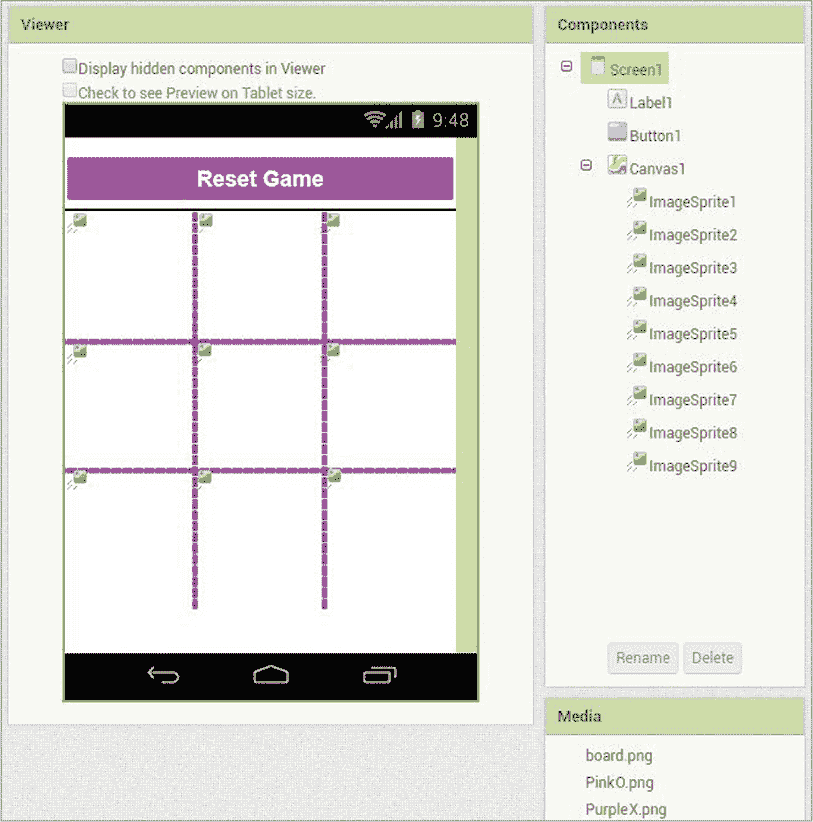 Viewer
Display hidden components in Viewer
Check to see Preview on Tablet size.
9:48
Reset Game
Components
Screen1
A Label1
Button1
Canvas1
ImageSprite1
ImageSprite2
ImageSprite3
ImageSprite4
ImageSprite5
ImageSprite6
ImageSprite7
ImageSprite8
ImageSprite9
Rename Delete
Media
board.png
PinkO.png
PurpleX.png